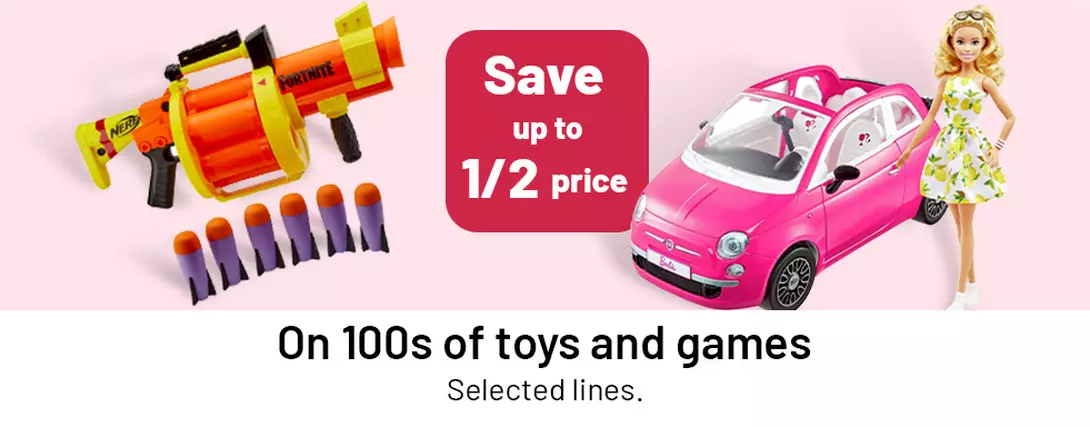 FORTNITE
NERF
Save
up to
1/2 price
Barbie
On 100s of toys and games
Selected lines.